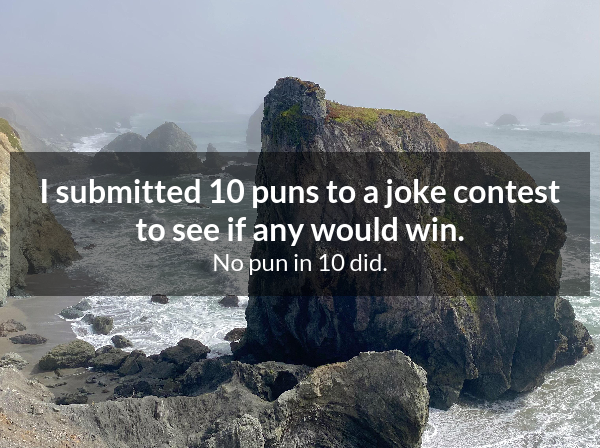 I submitted 10 puns to a joke contest
to see if any would win.
No pun in 10 did.